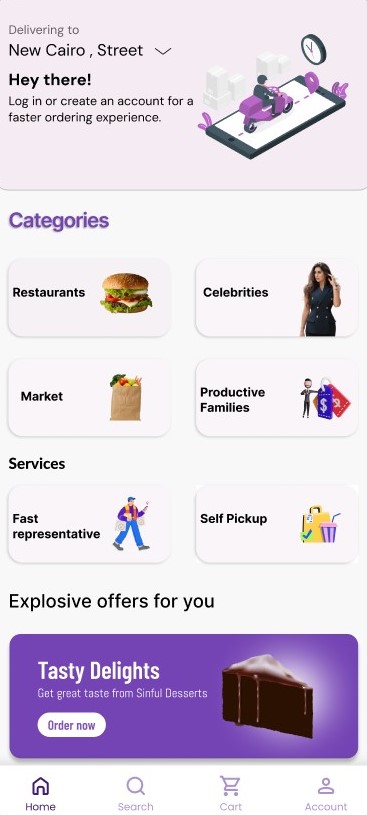 Delivering to
New Cairo , Street
Hey there!
Log in or create an account for a
faster ordering experience.
Categories
Restaurants
Celebrities
Market
Productive
Families
Services
Fast
representative
Self Pickup
Explosive offers for you
Tasty Delights
Get great taste from Sinful Desserts
Order now
Home
Search
Cart
Account